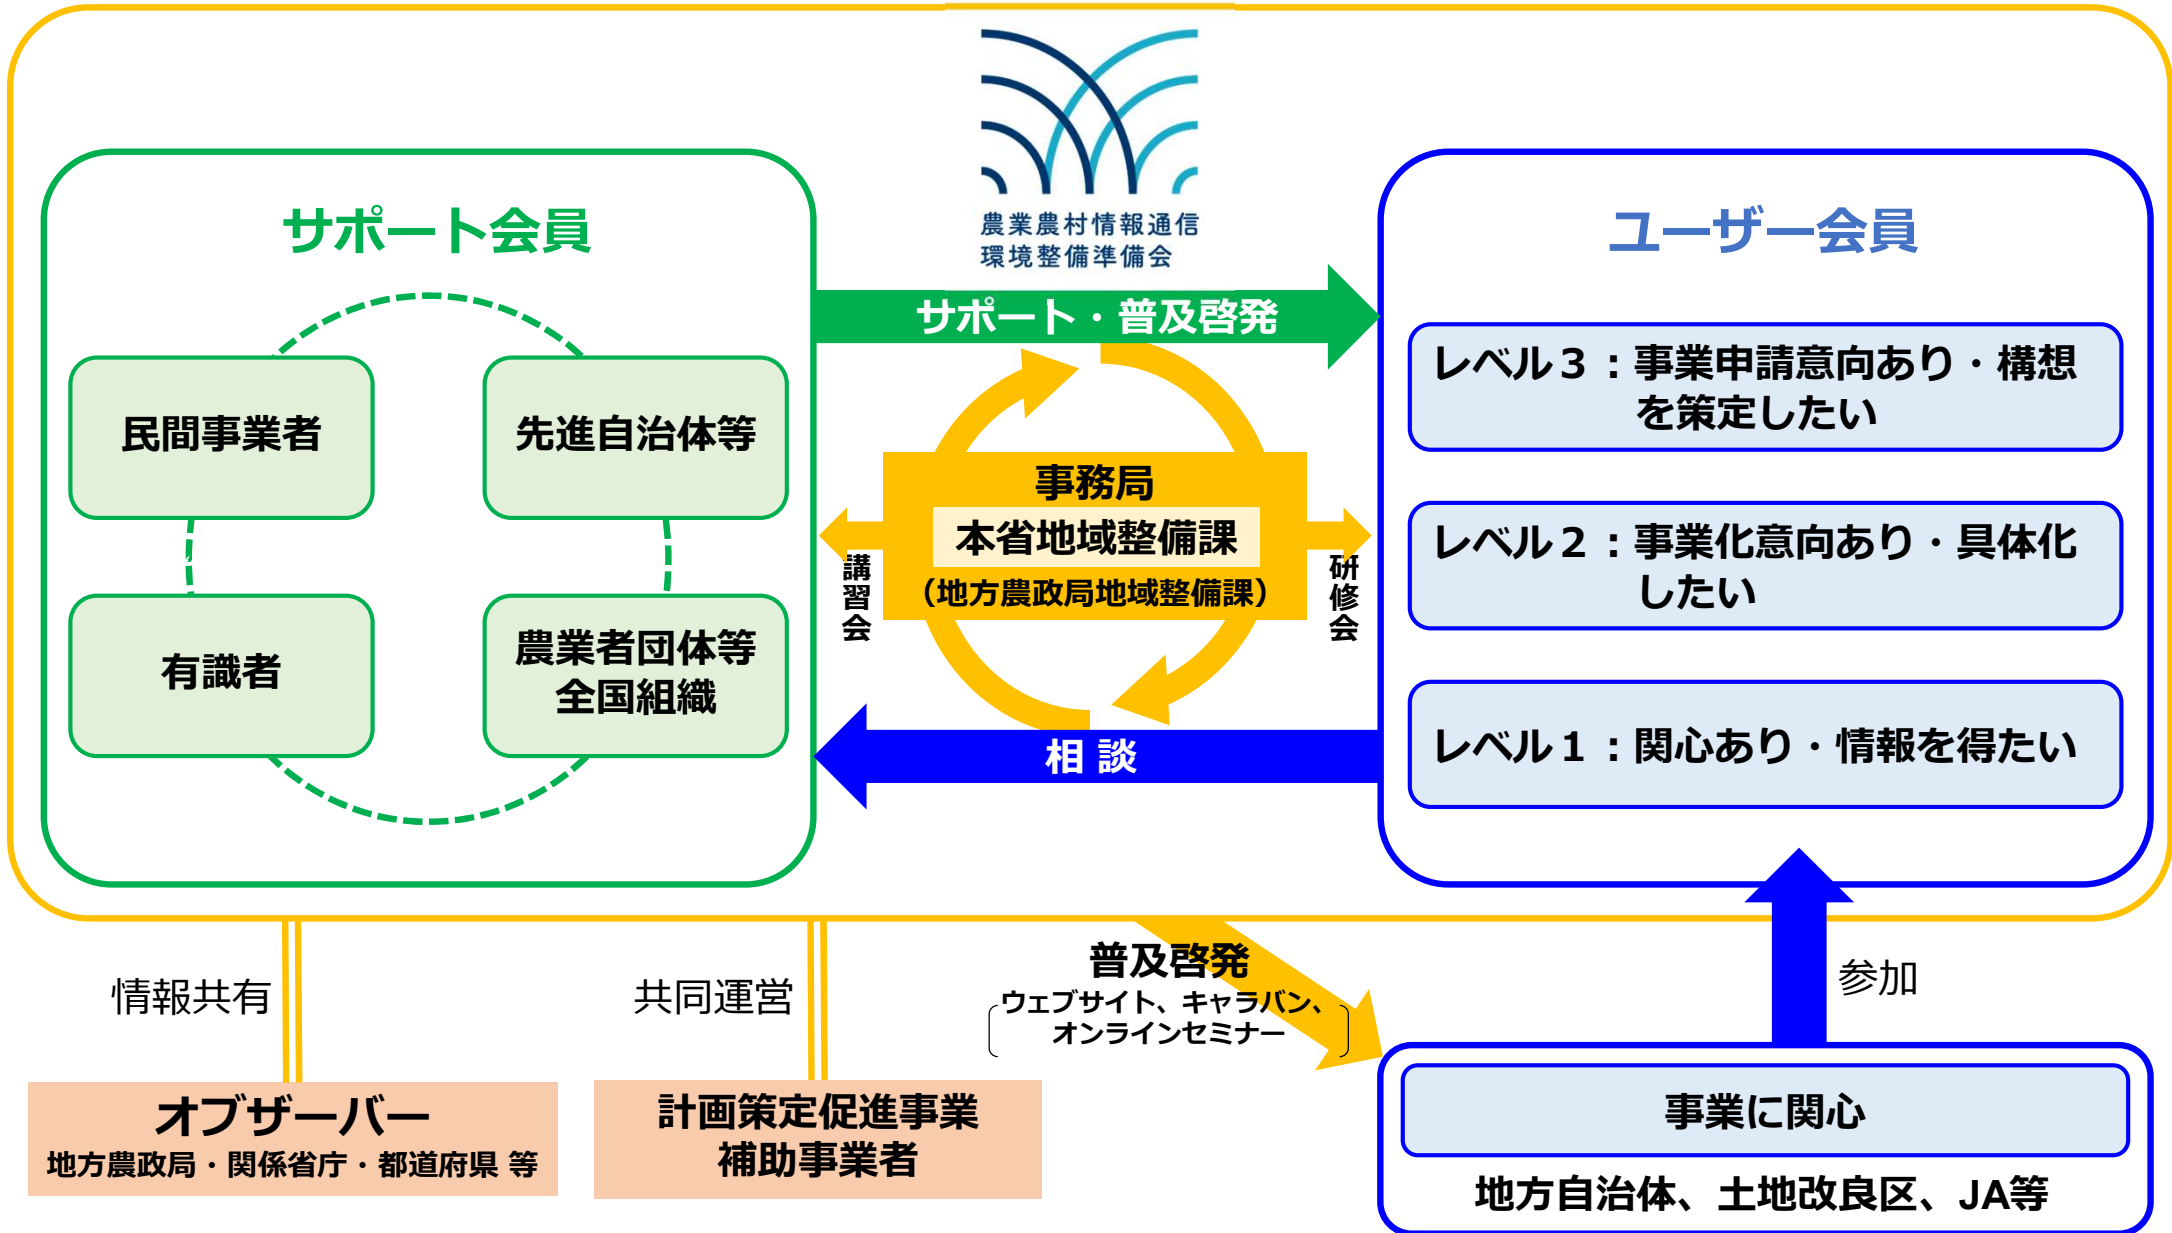 農業農村情報通信
環境整備準備会
サポート会員
民間事業者
先進自治体等
有識者
農業者団体等
全国組織
サポート・普及啓発
事務局
本省地域整備課
（地方農政局地域整備課）
講習会
研修会
相 談
ユーザー会員
レベル３：事業申請意向あり・構想
を策定したい
レベル２：事業化意向あり・具体化
したい
レベル１：関心あり・情報を得たい
情報共有
共同運営
普及啓発
ウェブサイト、キャラバン、
オンラインセミナー
参加
オブザーバー
地方農政局・関係省庁・都道府県 等
計画策定促進事業
補助事業者
事業に関心
地方自治体、土地改良区、JA等